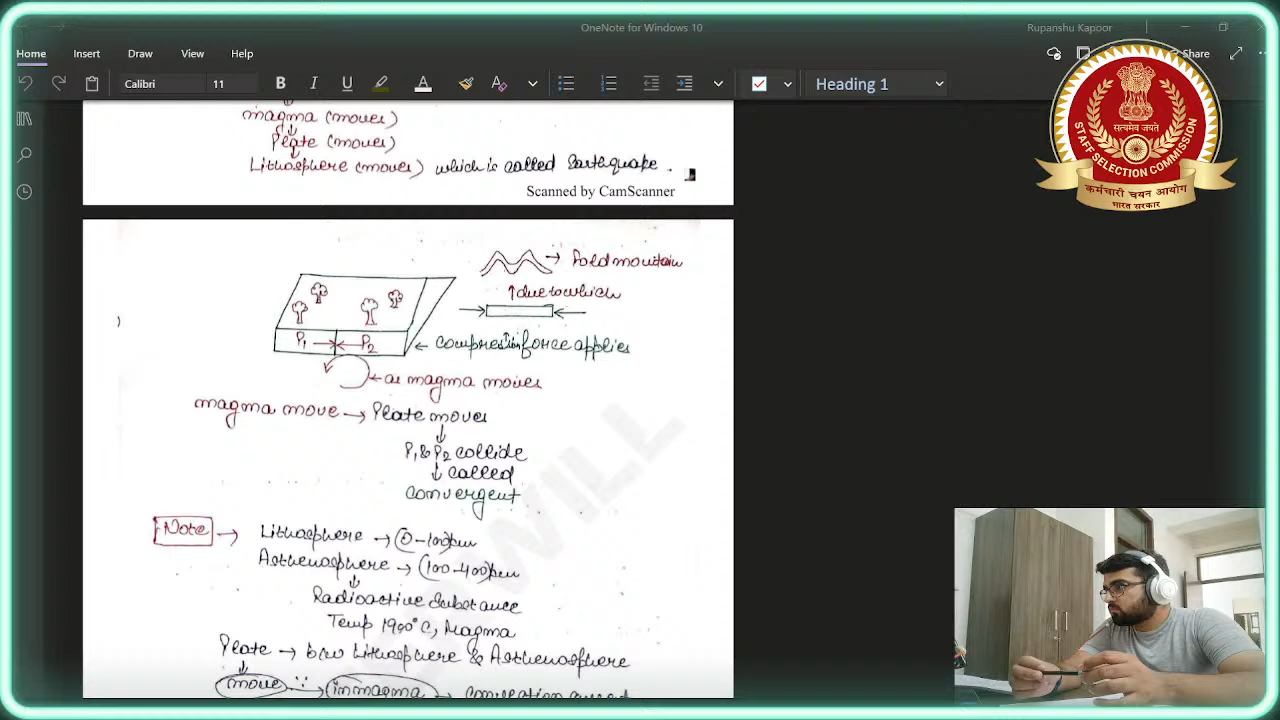 OneNote for Windows 10
Rupanshu Kapoor
Home Insert Draw View Help
Share
Calibri 11 B I U A Heading 1
magma (moves)
Plate (moves)
Lithosphere (moves) which is called Earthquake.
Scanned by CamScanner
Fold mountain
due to which
P1 P2
compression force applies
as magma moves
magma move → Plate moves
P1 & P2 collide
called
convergent
Note → Lithosphere → 0-100km
Asthenosphere → (100-400)km
Radioactive Substance
Temp 1900°C, Magma
Plate → b/w Lithosphere & Asthenosphere
move ∵ → in magma →
सत्यमेव जयते
STAFF SELECTION COMMISSION
कर्मचारी चयन आयोग
भारत सरकार